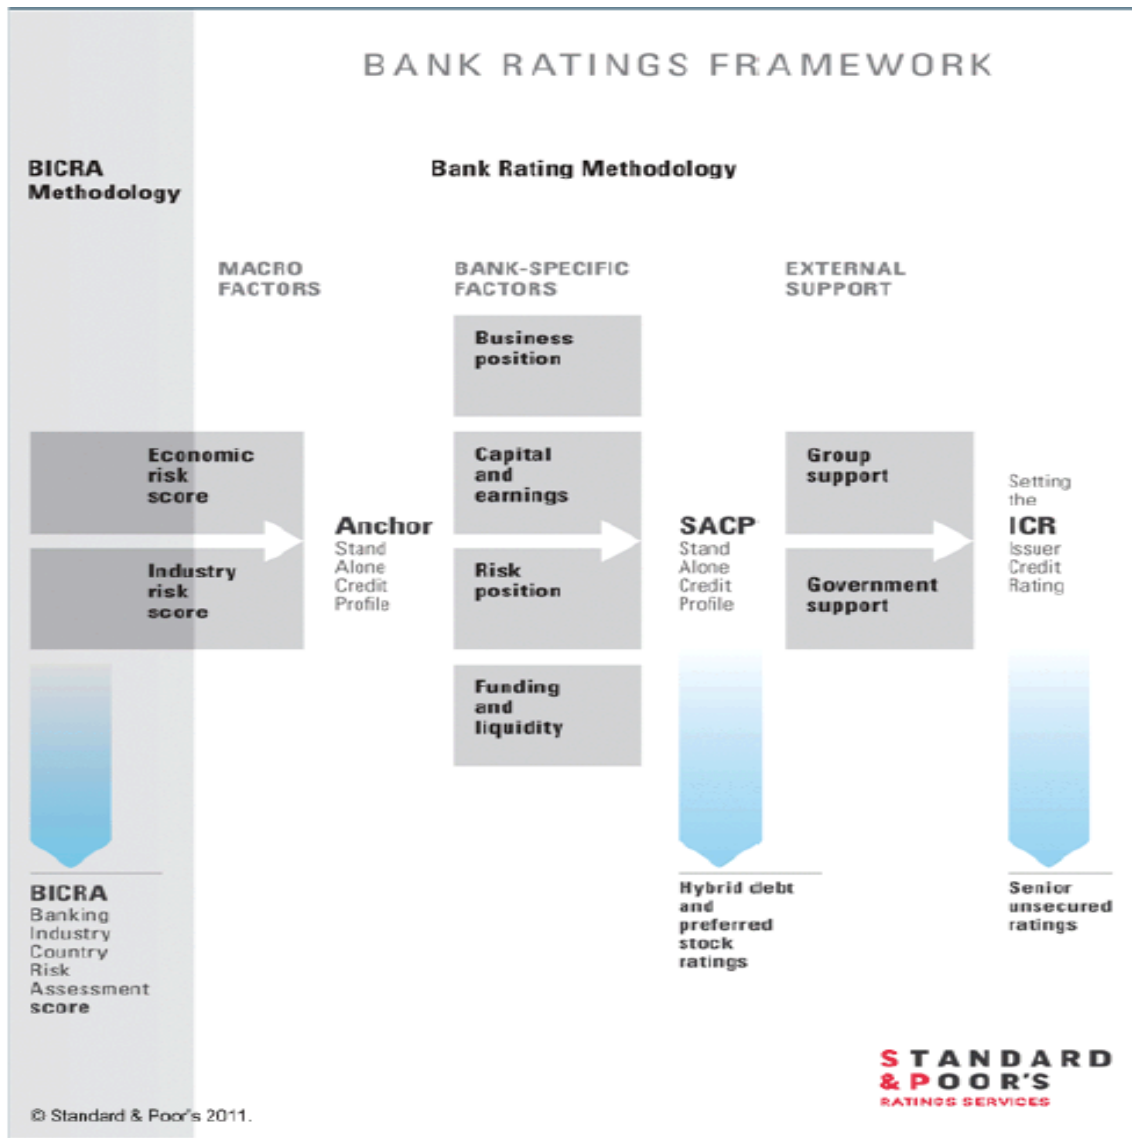 BANK RATINGS FRAMEWORK
BICRA
Methodology
Bank Rating Methodology
MACRO
FACTORS
BANK-SPECIFIC
FACTORS
EXTERNAL
SUPPORT
Business
position
Economic
risk
score
Capital
and
earnings
Group
support
Setting
the
ICR
Issuer
Credit
Rating
Anchor
Stand
Alone
Credit
Profile
SACP
Stand
Alone
Credit
Profile
Industry
risk
score
Risk
position
Government
support
Funding
and
liquidity
BICRA
Banking
Industry
Country
Risk
Assessment
score
Hybrid debt
and
preferred
stock
ratings
Senior
unsecured
ratings
STANDARD
& POOR'S
RATINGS SERVICES
© Standard & Poor's 2011.